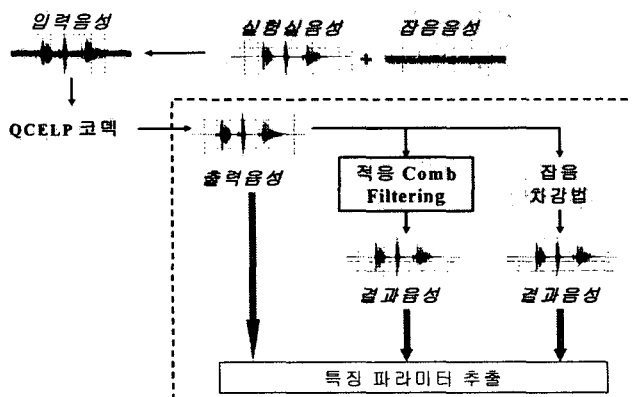 입력음성
실험실음성
잡음음성
+
QCELP 코덱
출력음성
적응 Comb
Filtering
잡음
차감법
결과음성
결과음성
특징 파라미터 추출